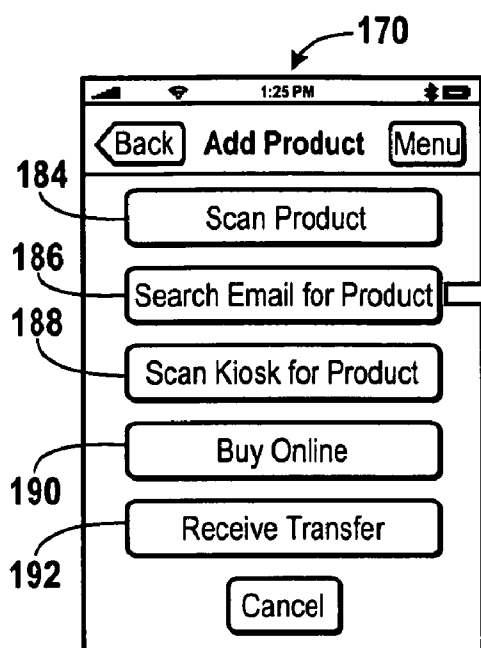 170
1:25 PM
Back Add Product Menu
184
Scan Product
186
Search Email for Product
188
Scan Kiosk for Product
Buy Online
190
Receive Transfer
192
Cancel